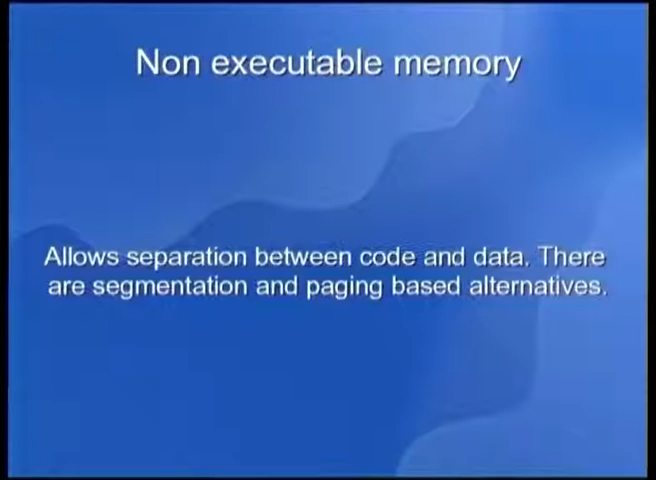 Non executable memory
Allows separation between code and data. There
are segmentation and paging based alternatives.